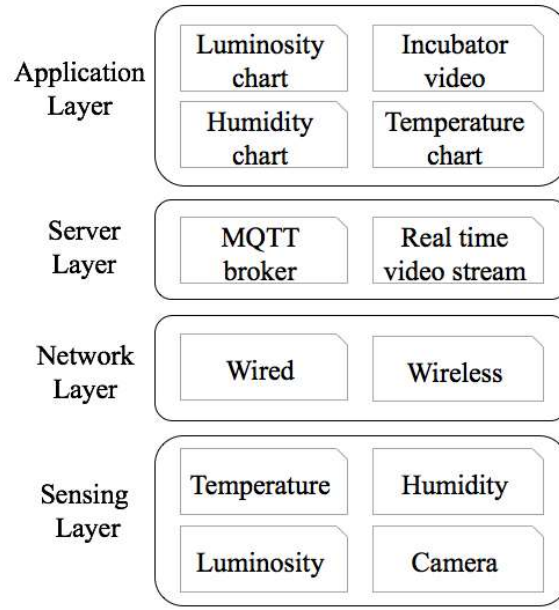 Application
Layer
Luminosity
chart
Incubator
video
Humidity
chart
Temperature
chart
Server
Layer
MQTT
broker
Real time
video stream
Network
Layer
Wired
Wireless
Sensing
Layer
Temperature
Humidity
Luminosity
Camera